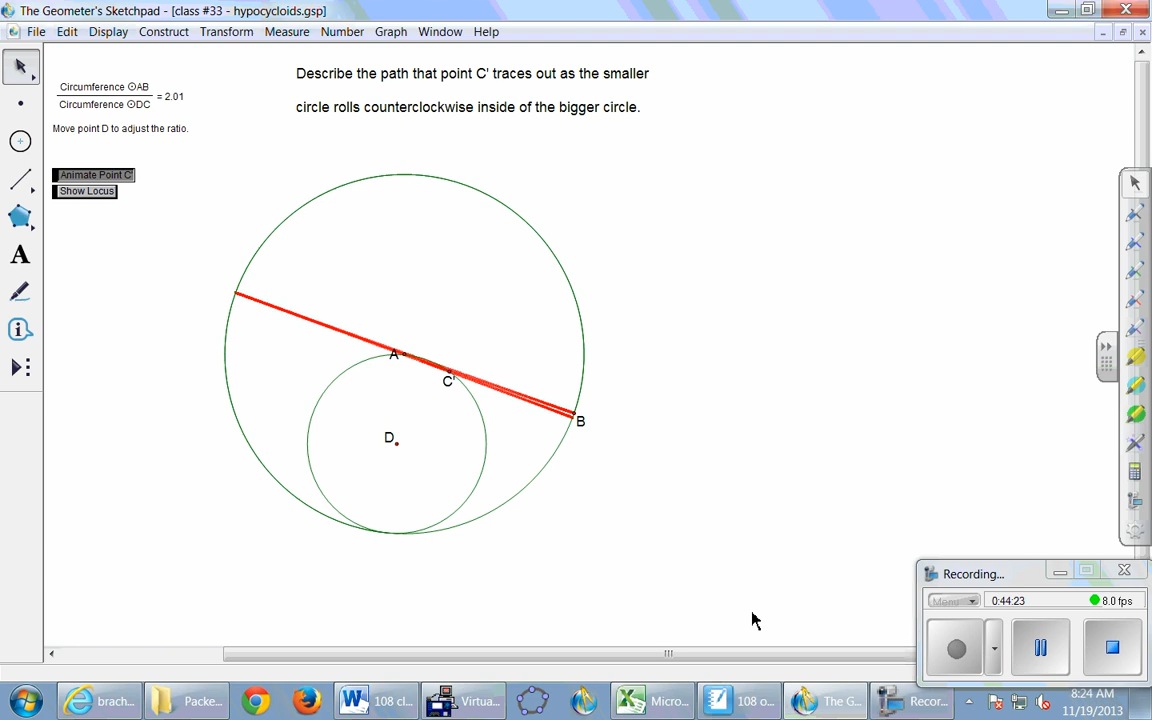 The Geometer's Sketchpad - [class #33 - hypocycloids.gsp]
File Edit Display Construct Transform Measure Number Graph Window Help
Describe the path that point C' traces out as the smaller
circle rolls counterclockwise inside of the bigger circle.
Circumference ⊙AB
Circumference ⊙DC
= 2.01
Move point D to adjust the ratio.
Animate Point C'
Show Locus
A
A
C'
B
D
Recording...
Menu
0:44:23
8.0 fps
brach...
Packe...
108 cl...
Virtua...
Micro...
108 o...
The G...
Recor...
8:24 AM
11/19/2013